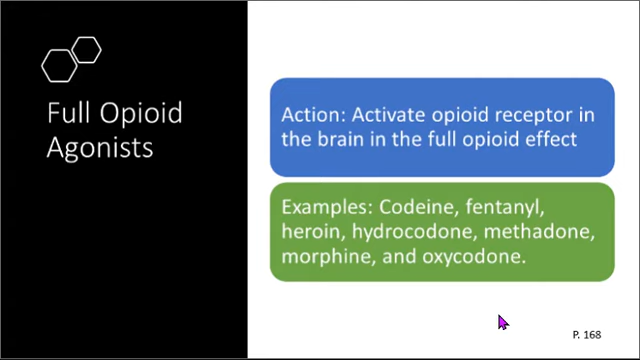 Full Opioid
Agonists
Action: Activate opioid receptor in
the brain in the full opioid effect
Examples: Codeine, fentanyl,
heroin, hydrocodone, methadone,
morphine, and oxycodone.
P. 168